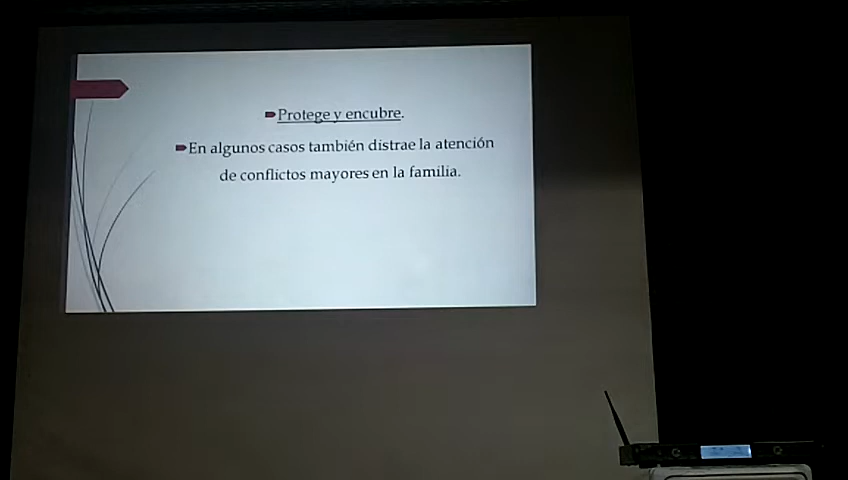 Protege y encubre.
En algunos casos también distrae la atención
de conflictos mayores en la familia.